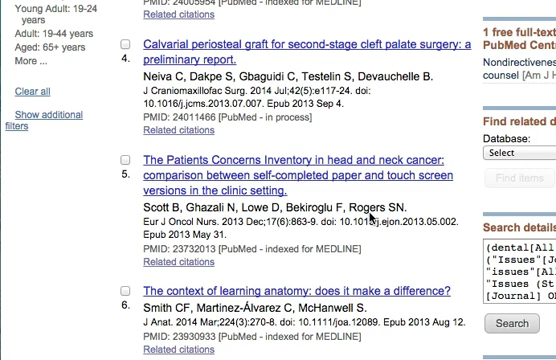 PMID: 24005954 [PubMed - indexed for MEDLINE]
Related citations
Young Adult: 19-24
years
Adult: 19-44 years
Aged: 65+ years
More ...
Clear all
Show additional
filters
4.
Calvarial periosteal graft for second-stage cleft palate surgery: a
preliminary report.
Neiva C, Dakpe S, Gbaguidi C, Testelin S, Devauchelle B.
J Craniomaxillofac Surg. 2014 Jul;42(5):e117-24. doi:
10.1016/j.jcms.2013.07.007. Epub 2013 Sep 4.
PMID: 24011466 [PubMed - in process]
Related citations
5.
The Patients Concerns Inventory in head and neck cancer:
comparison between self-completed paper and touch screen
versions in the clinic setting.
Scott B, Ghazali N, Lowe D, Bekiroglu F, Rogers SN.
Eur J Oncol Nurs. 2013 Dec;17(6):863-9. doi: 10.1016/j.ejon.2013.05.002.
Epub 2013 May 31.
PMID: 23732013 [PubMed - indexed for MEDLINE]
Related citations
6.
The context of learning anatomy: does it make a difference?
Smith CF, Martinez-Álvarez C, McHanwell S.
J Anat. 2014 Mar;224(3):270-8. doi: 10.1111/joa.12089. Epub 2013 Aug 12.
PMID: 23930933 [PubMed - indexed for MEDLINE]
Related citations
1 free full-text
PubMed Cent
Nondirectivenes
counsel [Am J H
Find related d
Database:
Select
Find items
Search details
(dental[All
("Issues"[Jo
"issues"[All
"Issues (St
[Journal] O
Search